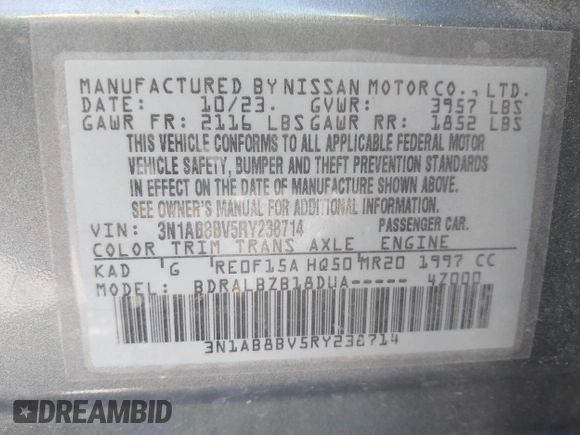 MANUFACTURED BY NISSAN MOTOR CO., LTD.
DATE: 10/23. GVWR: 3957 LBS
GAWR FR: 2116 LBS GAWR RR: 1852 LBS
THIS VEHICLE CONFORMS TO ALL APPLICABLE FEDERAL MOTOR
VEHICLE SAFETY, BUMPER AND THEFT PREVENTION STANDARDS
IN EFFECT ON THE DATE OF MANUFACTURE SHOWN ABOVE.
SEE OWNER'S MANUAL FOR ADDITIONAL INFORMATION.
VIN: 3N1AB8BV5RY238714 PASSENGER CAR.
COLOR TRIM TRANS AXLE ENGINE
KAD G RE0F15A HQ50 MR20 1997 CC
MODEL: BDRALBZB18DUA----- 47000
3N1AB8BV5RY238714
DREAMBID